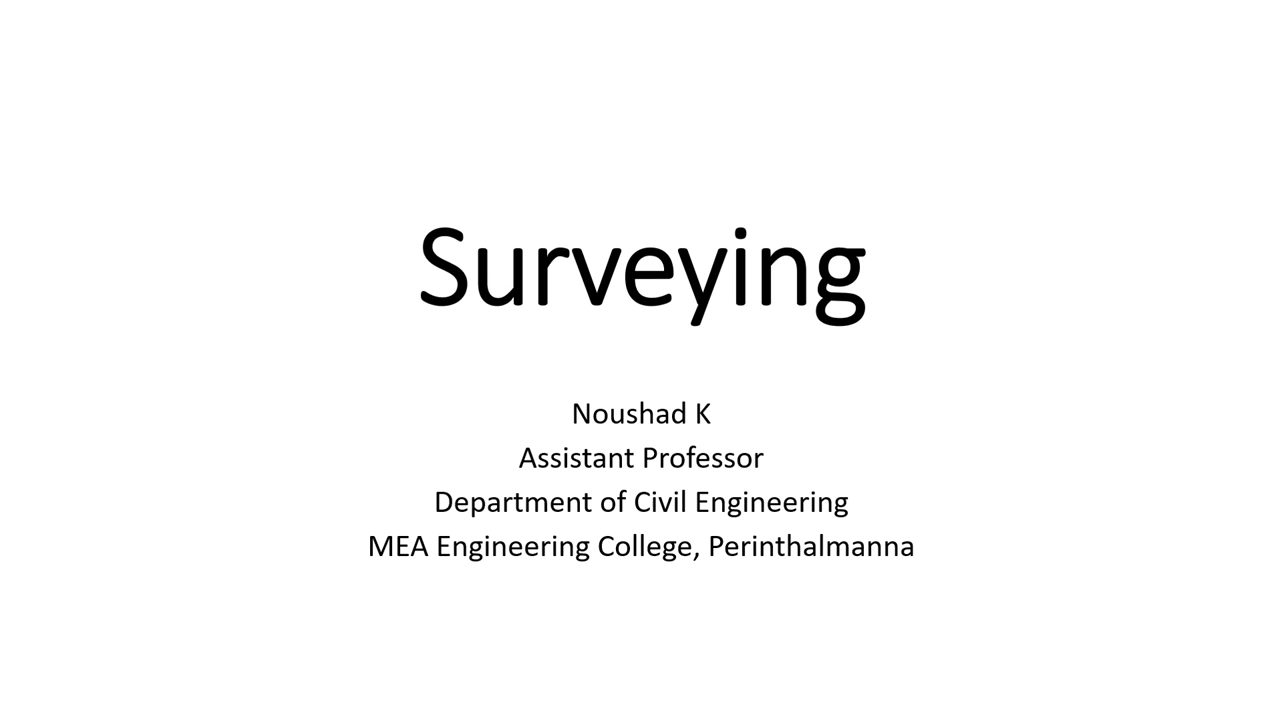 Surveying
Noushad K
Assistant Professor
Department of Civil Engineering
MEA Engineering College, Perinthalmanna